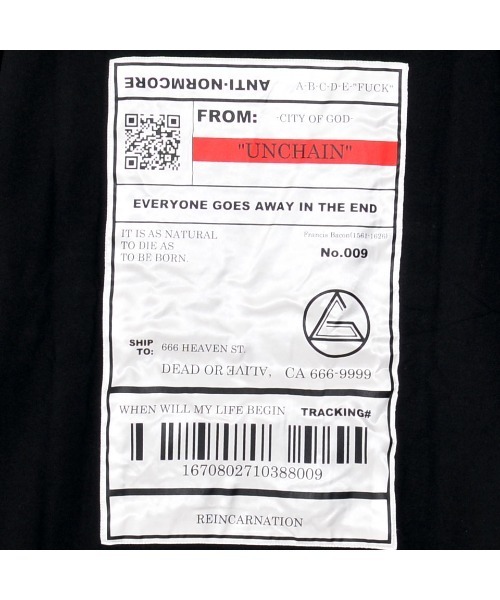 ANTI-NORMCORE
A-B-C-D-E-"FUCK"
FROM: -CITY OF GOD-
"UNCHAIN"
EVERYONE GOES AWAY IN THE END
IT IS AS NATURAL
TO DIE AS
TO BE BORN.
Francis Bacon(1561-1626)
No.009
SHIP TO: 666 HEAVEN ST.
DEAD OR ALIVE, CA 666-9999
WHEN WILL MY LIFE BEGIN TRACKING#
1670802710388009
REINCARNATION